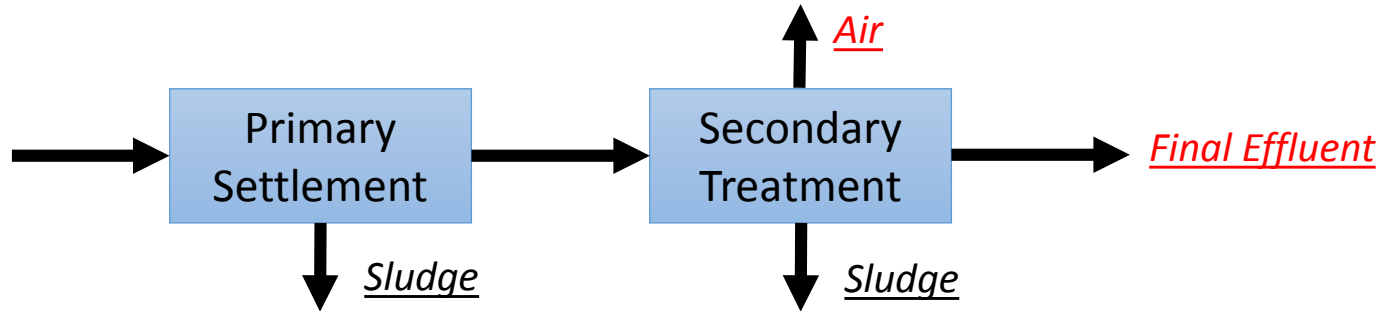 Air
Primary
Settlement
Secondary
Treatment
Final Effluent
Sludge
Sludge